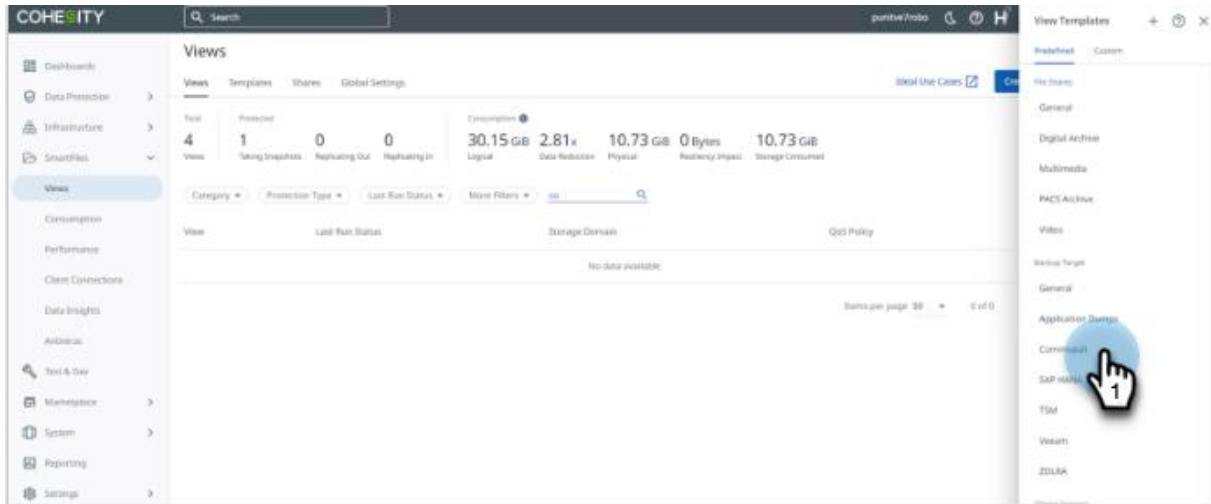 COHESITY
Search
Views
Views Templates Shares Global Settings
Ideal Use Cases
Total
4
Views
Protected
1 0 0
Taking Snapshots Replicating Out Replicating In
Consumption
30.15 GiB 2.81x 10.73 GiB 0 Bytes 10.73 GiB
Logical Data Reduction Physical Resiliency Impact Storage Consumed
Category Protection Type Last Run Status More Filters
View Last Run Status Storage Domain QoS Policy
No data available
Items per page 50 0 of 0
Dashboards
Data Protection
Infrastructure
SmartFiles
Views
Consumption
Performance
Client Connections
Data Insights
Antivirus
Test & Dev
Marketplace
System
Reporting
Settings
View Templates
Predefined Custom
File Shares
General
Digital Archive
Multimedia
PACS Archive
Video
Backup Target
General
Application Dumps
SAP HANA
1
TSM
Veeam
ZDLRA